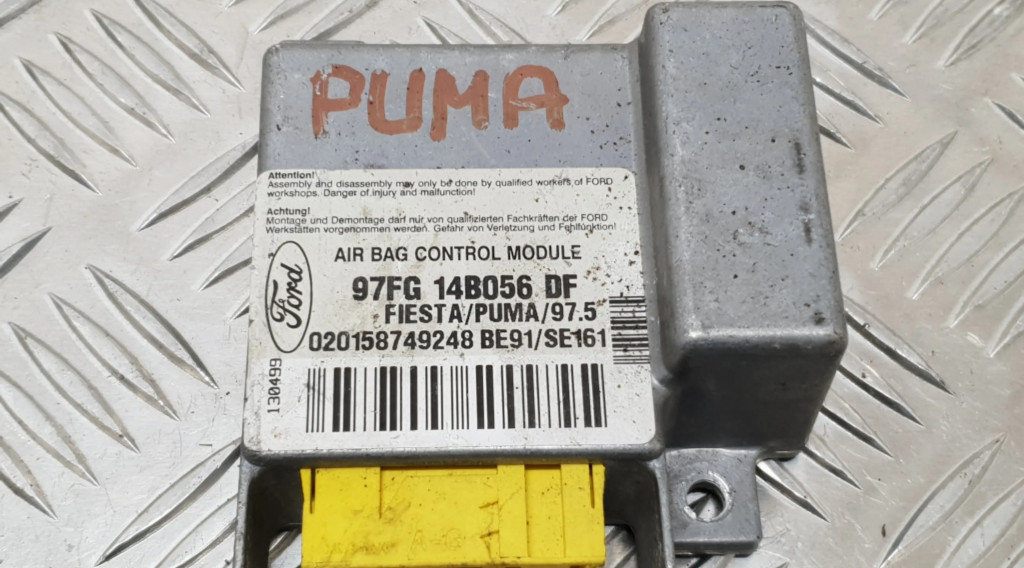 PUMA
Attention!
Assembly and disassembly may only be done by qualified workers of FORD
workshops. Danger of injury and malfunction!
Achtung!
Montage und Demontage darf nur von qualifizierten Fachkräften der FORD
Werkstätten vorgenommen werden. Gefahr von Verletzung und Fehlfunktion!
AIR BAG CONTROL MODULE
Ford
97FG 14B056 DF
FIESTA/PUMA/97.5
020158749248 BE91/SE161
130499